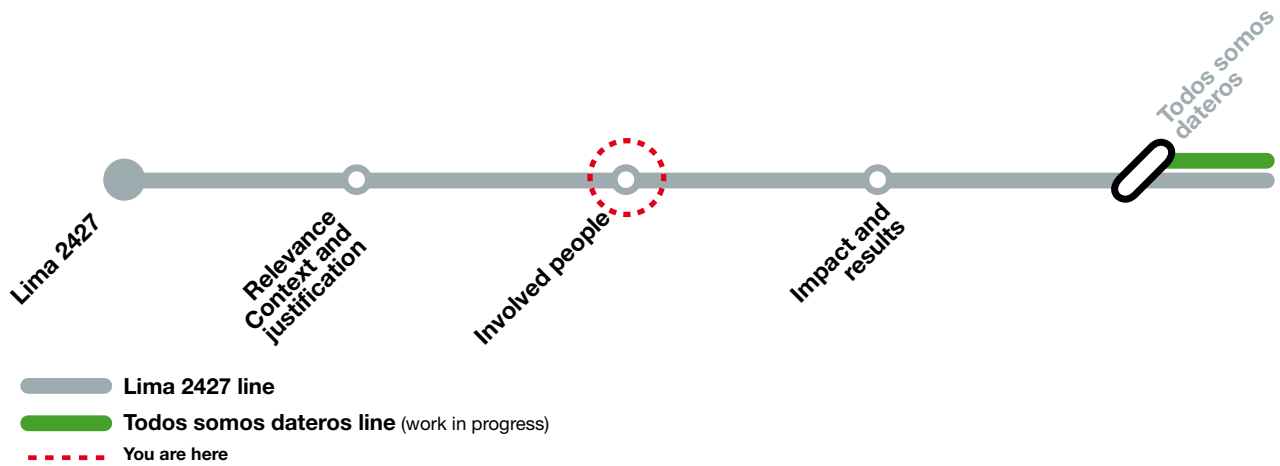 Todos somos
dateros
Lima 2427
Relevance
Context and
justification
Involved people
Impact and
results
Lima 2427 line
Todos somos dateros line (work in progress)
You are here